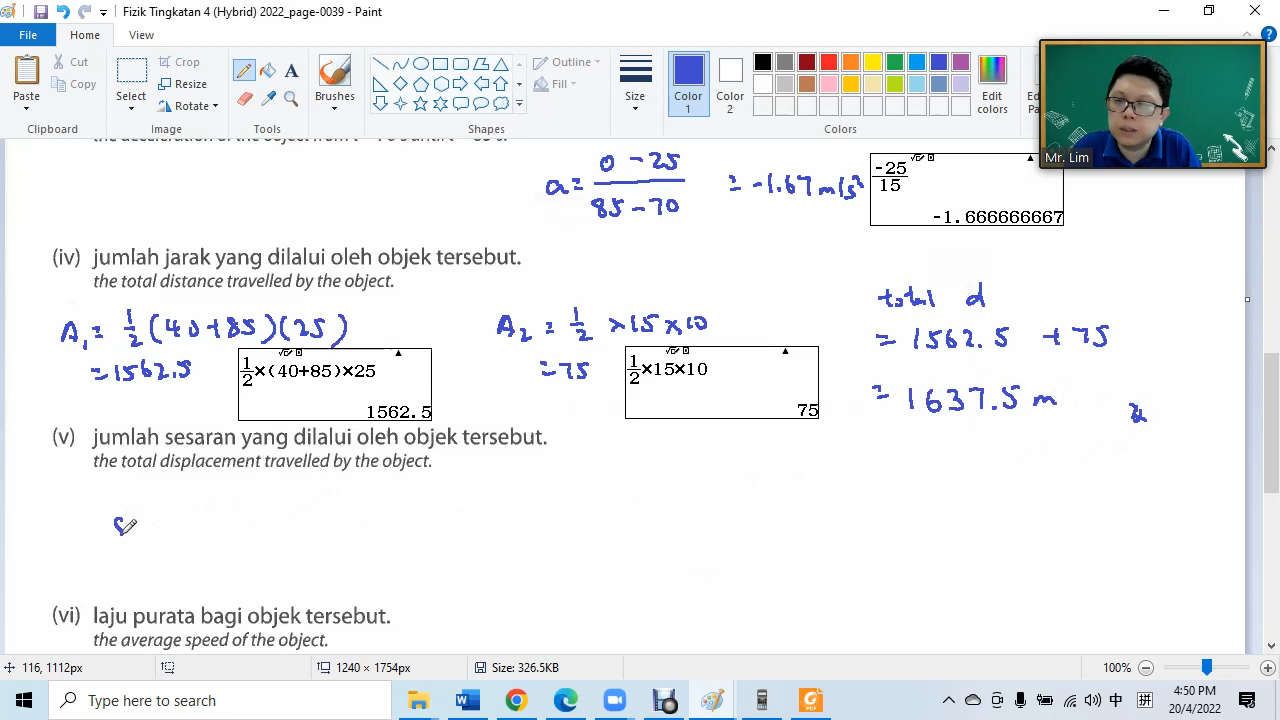 Fizik Tingkatan 4 (Hybrid) 2022_page-0039 - Paint
File Home View
Paste Cut Copy Clipboard
Select Crop Resize Rotate Image
Tools
Brushes
Outline Fill Shapes
Size
Color 1 Color 2
Edit colors Colors
Mr. Lim
a = (0 - 25)/(85 - 70) = -1.67 m/s²
-25/15
-1.666666667
(iv) jumlah jarak yang dilalui oleh objek tersebut.
the total distance travelled by the object.
A₁ = 1/2 (40+85)(25)
= 1562.5
1/2×(40+85)×25
1562.5
A₂ = 1/2 ×15×10
= 75
1/2×15×10
75
total d
= 1562.5 + 75
= 1637.5 m
(v) jumlah sesaran yang dilalui oleh objek tersebut.
the total displacement travelled by the object.
(vi) laju purata bagi objek tersebut.
the average speed of the object.
116, 1112px 1240 × 1754px Size: 326.5KB 100%
Type here to search
中 拼 4:50 PM
20/4/2022